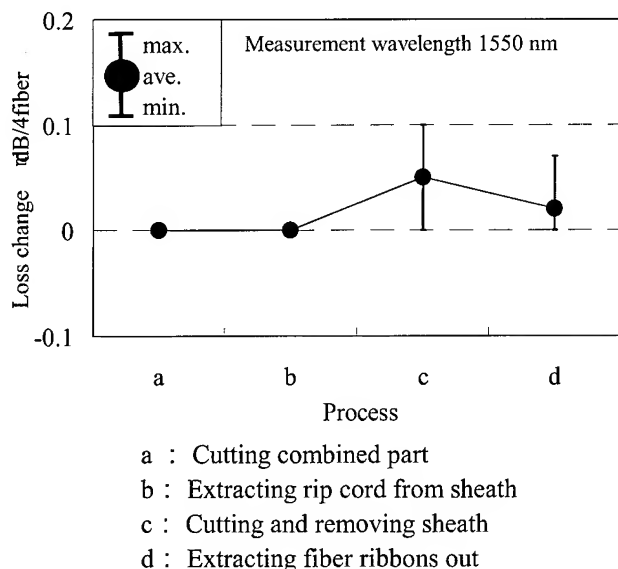 0.2
max.
ave.
min.
Measurement wavelength 1550 nm
0.1
0
-0.1
Loss change dB/4fiber
a b c d
Process
a : Cutting combined part
b : Extracting rip cord from sheath
c : Cutting and removing sheath
d : Extracting fiber ribbons out